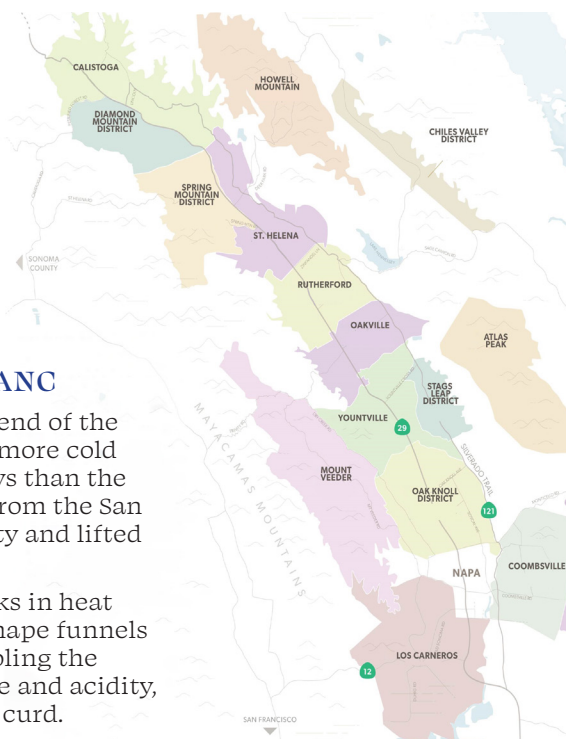 CALISTOGA
HOWELL
MOUNTAIN
DIAMOND
MOUNTAIN
DISTRICT
CHILES VALLEY
DISTRICT
SPRING
MOUNTAIN
DISTRICT
ST. HELENA
SONOMA
COUNTY
RUTHERFORD
OAKVILLE
ATLAS
PEAK
STAGS
LEAP
DISTRICT
YOUNTVILLE
29
MAYACAMAS MOUNTAINS
MOUNT
VEEDER
SILVERADO TRAIL
OAK KNOLL
DISTRICT
121
NAPA
COOMBSVILLE
LOS CARNEROS
12
SAN FRANCISCO
ANC
end of the
more cold
ys than the
from the San
ty and lifted
ks in heat
hape funnels
oling the
e and acidity,
curd.